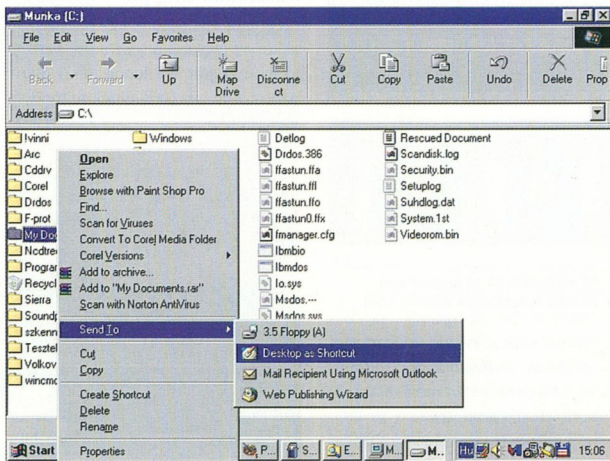 Munka (C:)
File Edit View Go Favorites Help
Back Forward Up Map Drive Disconnect Cut Copy Paste Undo Delete Prop
Address C:\
!vinni
Arc
Cddrv
Corel
Drdos
F-prot
My Doc
Ncdtree
Program
Recycl
Sierra
Sound
szkenn
Tesztel
Volkov
wincmd
Windows
Open
Explore
Browse with Paint Shop Pro
Find...
Scan for Viruses
Convert To Corel Media Folder
Corel Versions
Add to archive...
Add to "My Documents.rar"
Scan with Norton AntiVirus
Send To
Cut
Copy
Create Shortcut
Delete
Rename
Properties
3.5 Floppy (A)
Desktop as Shortcut
Mail Recipient Using Microsoft Outlook
Web Publishing Wizard
Detlog
Drdos.386
ffastun.ffa
ffastun.ffl
ffastun.ffo
ffastun0.ffx
fmanager.cfg
Ibmbio
Ibmdos
Io.sys
Msdos.---
Msdos.sys
Rescued Document
Scandisk.log
Security.bin
Setuplog
Suhdlog.dat
System.1st
Videorom.bin
Start P... S... E... M... M.. Hu 15:06